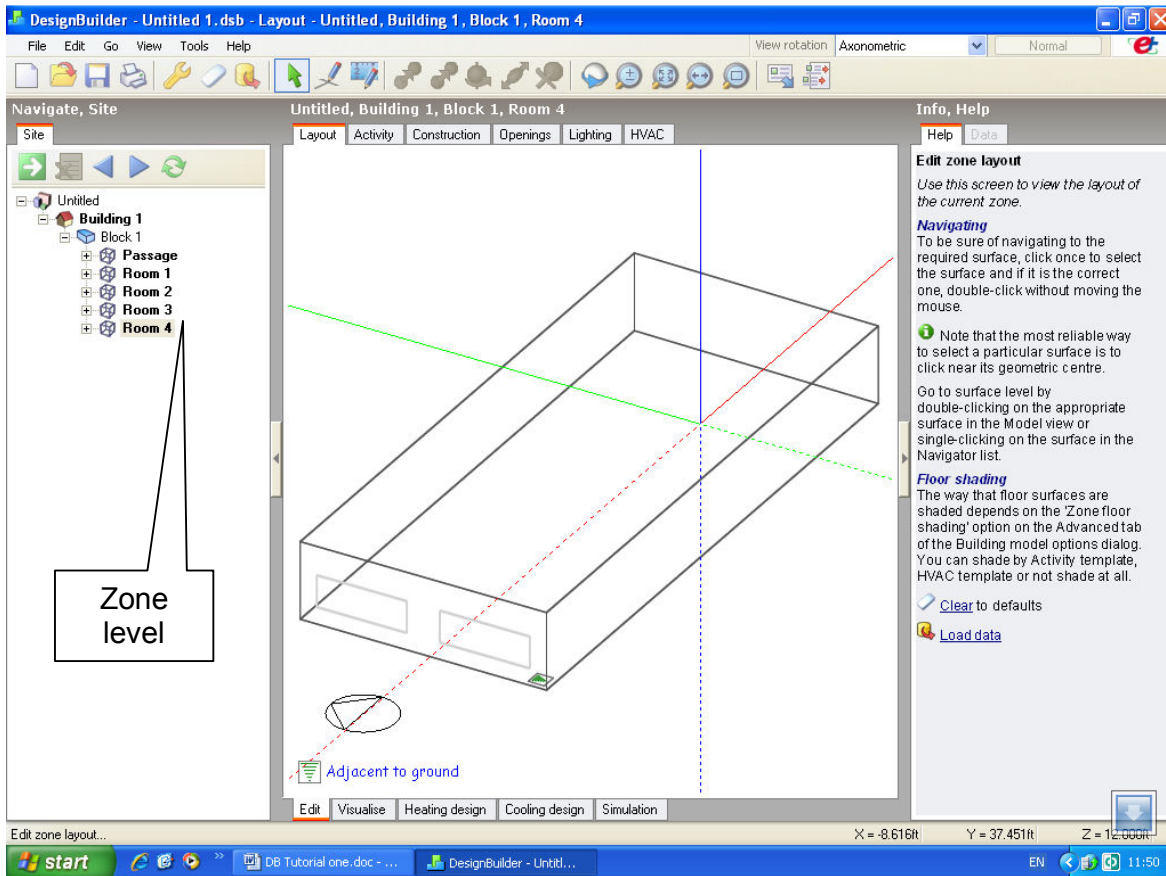 DesignBuilder - Untitled 1.dsb - Layout - Untitled, Building 1, Block 1, Room 4
File Edit Go View Tools Help
View rotation Axonometric Normal
Navigate, Site
Site
Untitled
Building 1
Block 1
Passage
Room 1
Room 2
Room 3
Room 4
Zone
level
Untitled, Building 1, Block 1, Room 4
Layout Activity Construction Openings Lighting HVAC
Adjacent to ground
Edit Visualise Heating design Cooling design Simulation
Info, Help
Help Data
Edit zone layout
Use this screen to view the layout of
the current zone.
Navigating
To be sure of navigating to the
required surface, click once to select
the surface and if it is the correct
one, double-click without moving the
mouse.
Note that the most reliable way
to select a particular surface is to
click near its geometric centre.
Go to surface level by
double-clicking on the appropriate
surface in the Model view or
single-clicking on the surface in the
Navigator list.
Floor shading
The way that floor surfaces are
shaded depends on the 'Zone floor
shading' option on the Advanced tab
of the Building model options dialog.
You can shade by Activity template,
HVAC template or not shade at all.
Clear to defaults
Load data
Edit zone layout...
X = -8.616ft Y = 37.451ft Z = 12.000ft
start DB Tutorial one.doc - ... DesignBuilder - Untitl... EN 11:50